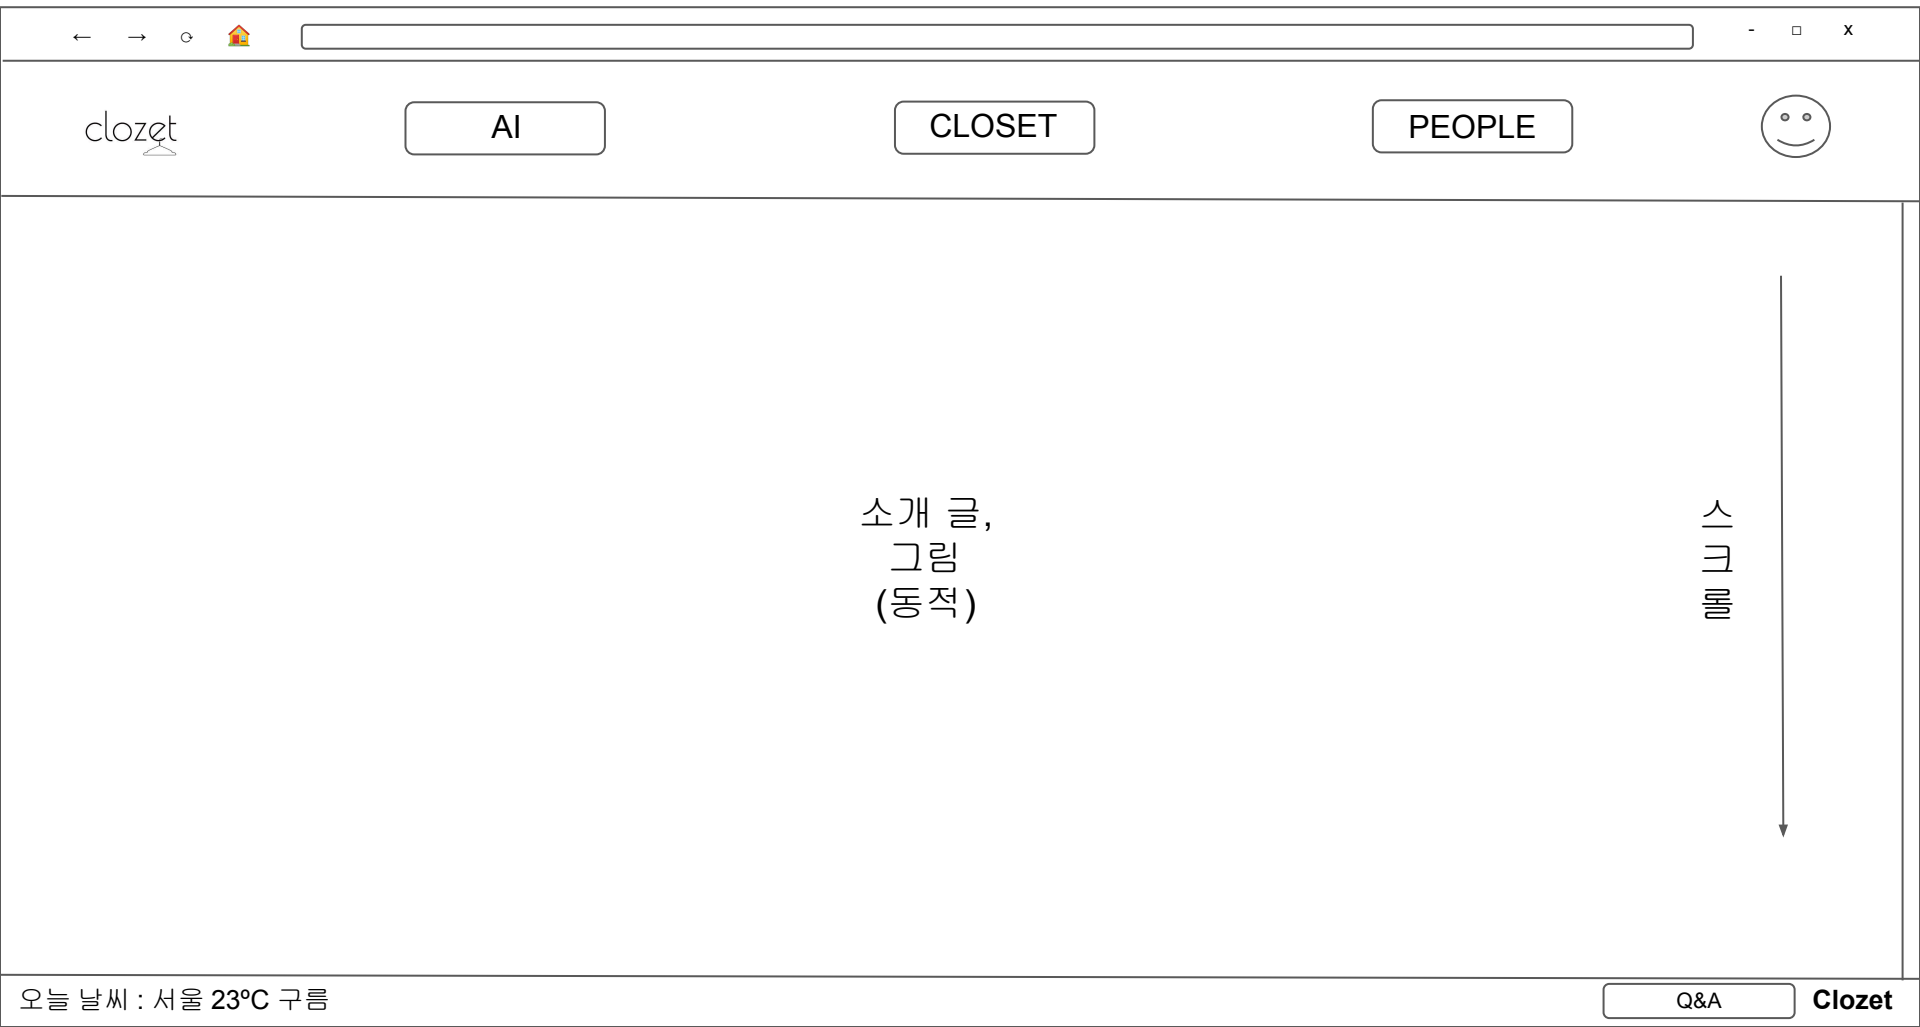 ← → ⟳ 🏠 - □ X
clozet AI CLOSET PEOPLE
소개 글,
그림
(동적)
스
크
롤
오늘 날씨 : 서울 23ºC 구름 Q&A Clozet